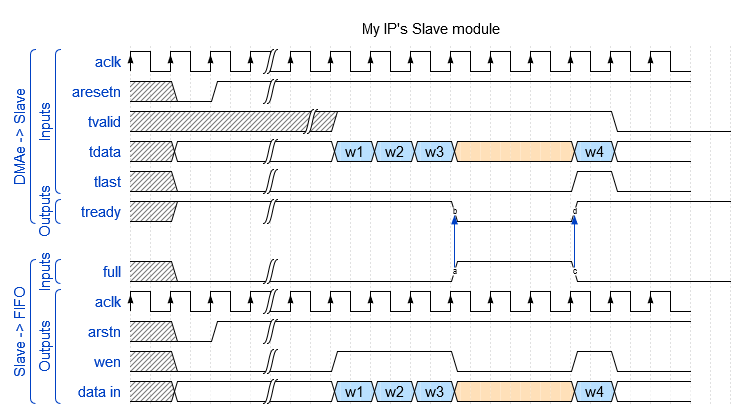 My IP's Slave module
DMAe -> Slave
Inputs
aclk
aresetn
tvalid
tdata w1 w2 w3 w4
tlast
Outputs
tready b d
Slave -> FIFO
Inputs
full a c
Outputs
aclk
arstn
wen
data in w1 w2 w3 w4